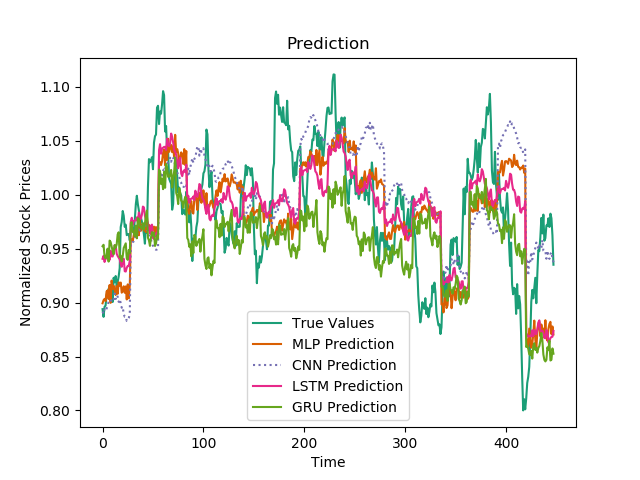 Prediction
1.10
1.05
1.00
0.95
0.90
0.85
0.80
Normalized Stock Prices
True Values
MLP Prediction
CNN Prediction
LSTM Prediction
GRU Prediction
0 100 200 300 400
Time